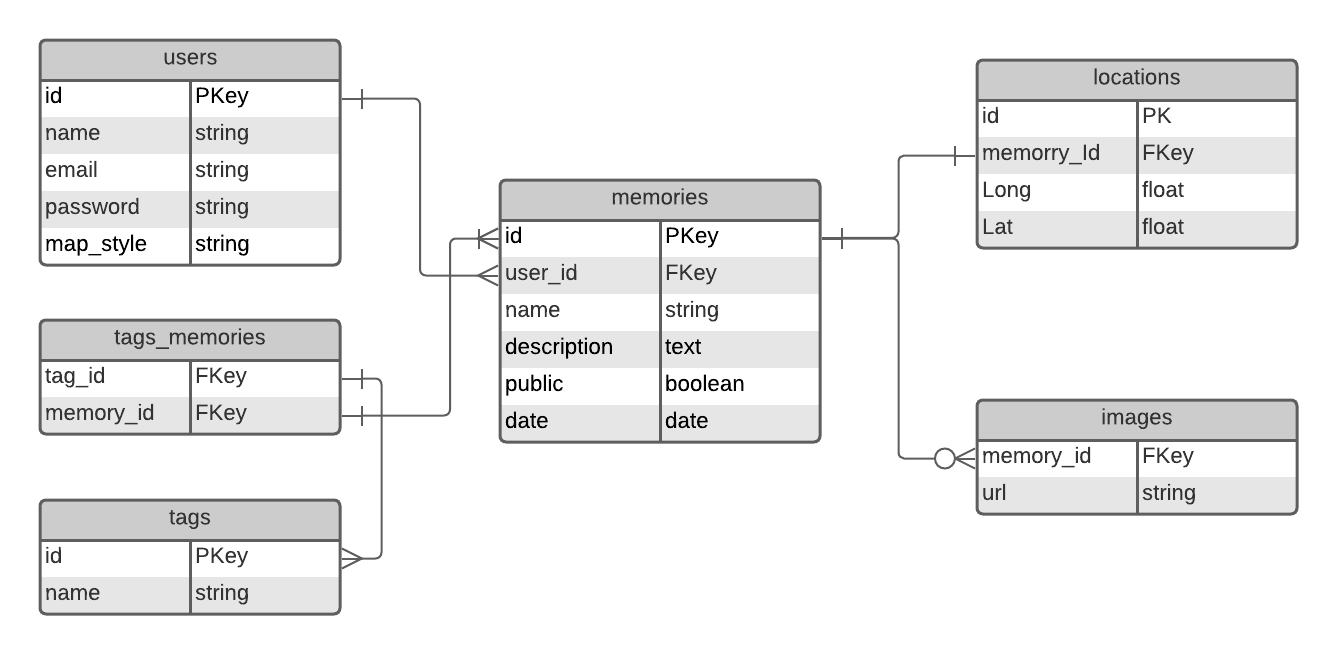 users
id PKey
name string
email string
password string
map_style string
tags_memories
tag_id FKey
memory_id FKey
tags
id PKey
name string
memories
id PKey
user_id FKey
name string
description text
public boolean
date date
locations
id PK
memorry_Id FKey
Long float
Lat float
images
memory_id FKey
url string